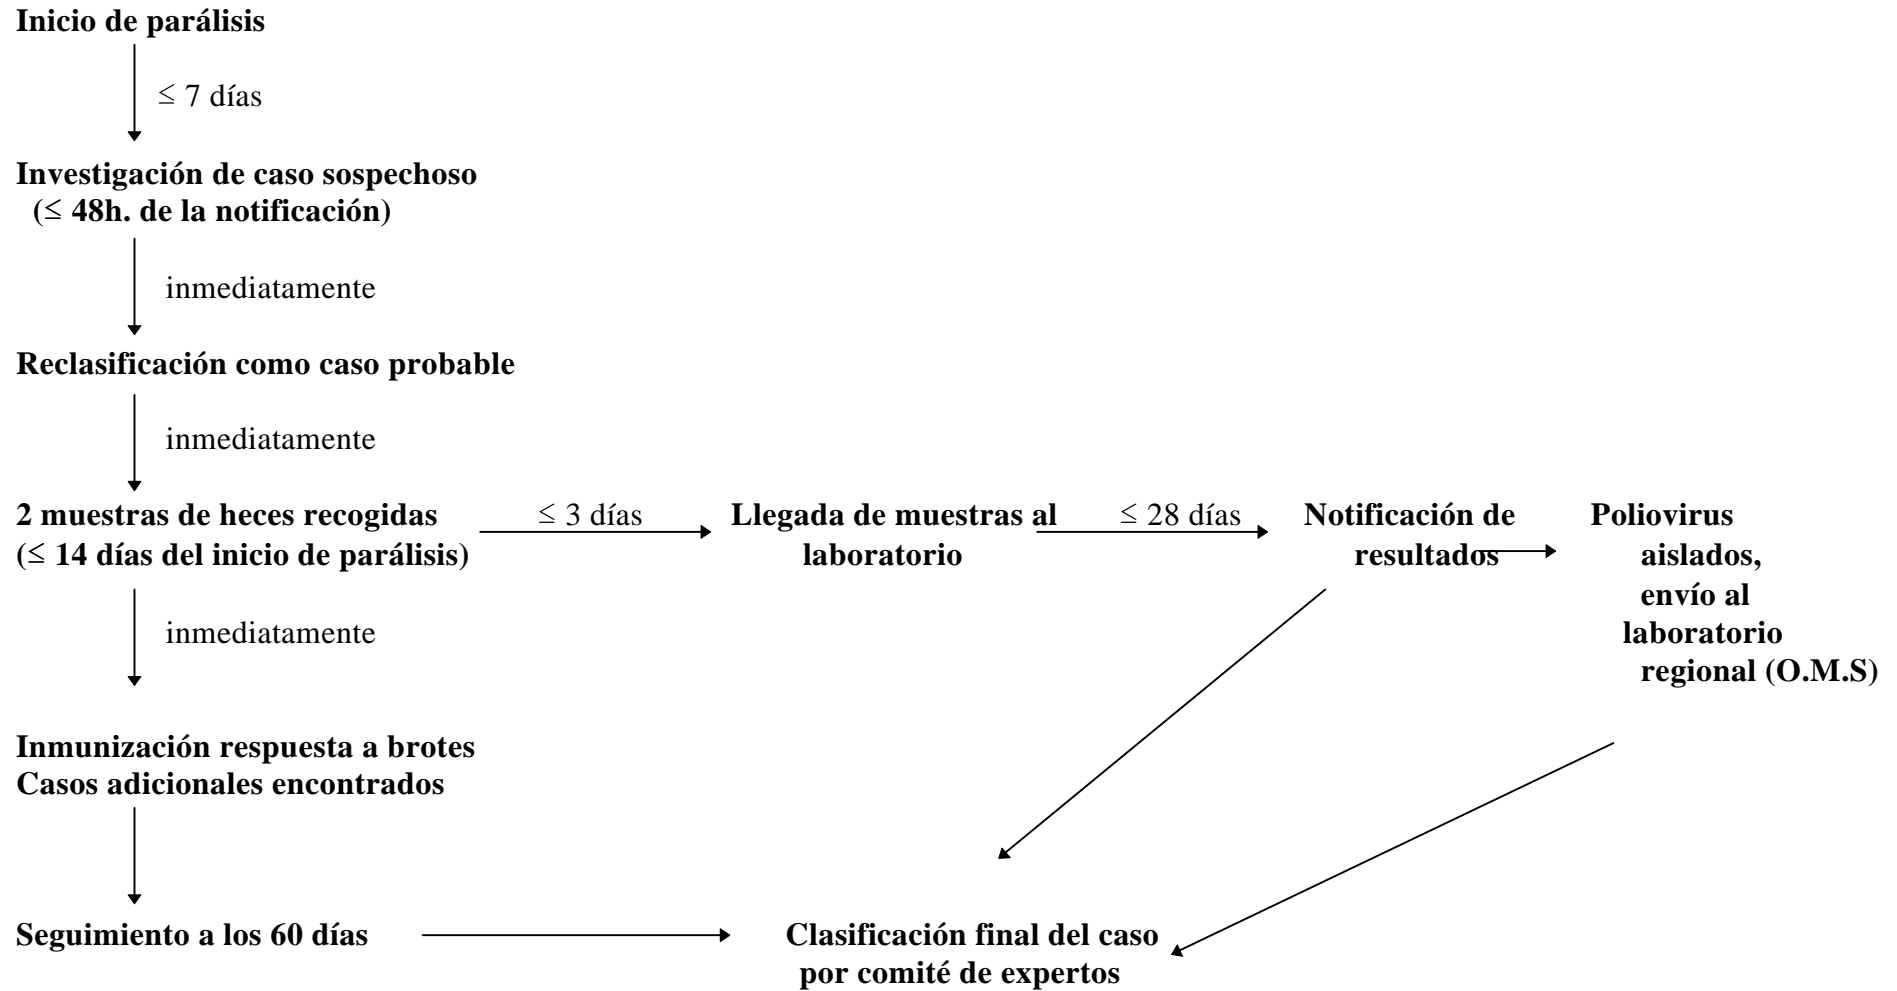 Inicio de parálisis
≤ 7 días
Investigación de caso sospechoso
(≤ 48h. de la notificación)
inmediatamente
Reclasificación como caso probable
inmediatamente
2 muestras de heces recogidas
(≤ 14 días del inicio de parálisis)
≤ 3 días
Llegada de muestras al
laboratorio
≤ 28 días
Notificación de
resultados
Poliovirus
aislados,
envío al
laboratorio
regional (O.M.S)
inmediatamente
Inmunización respuesta a brotes
Casos adicionales encontrados
Seguimiento a los 60 días
Clasificación final del caso
por comité de expertos